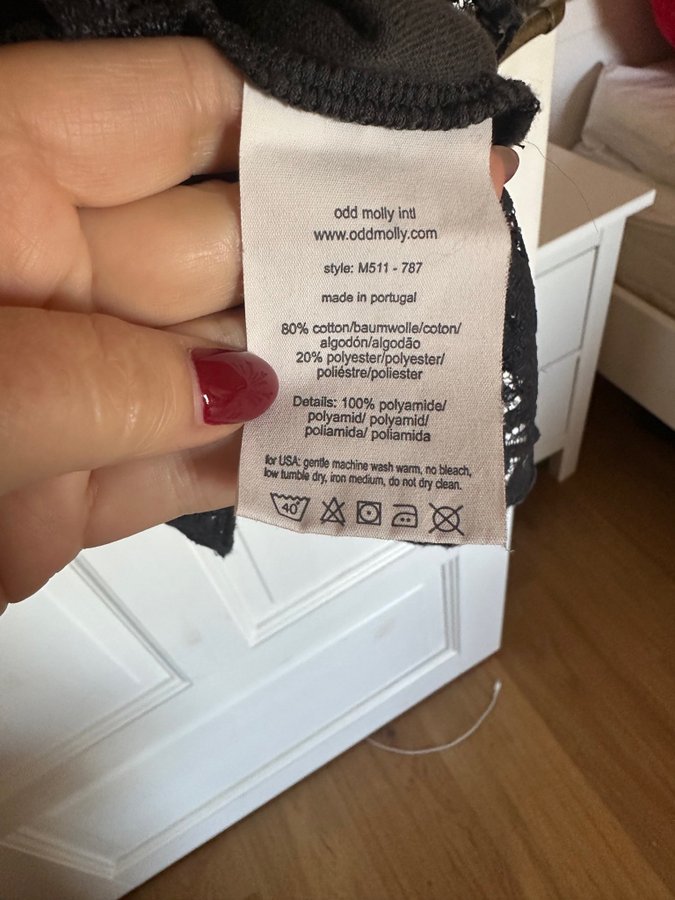 odd molly intl
www.oddmolly.com
style: M511 - 787
made in portugal
80% cotton/baumwolle/coton/
algodón/algodão
20% polyester/polyester/
poliéstre/poliester
Details: 100% polyamide/
polyamid/ polyamid/
poliamida/ poliamida
for USA: gentle machine wash warm, no bleach,
low tumble dry, iron medium, do not dry clean.
40°